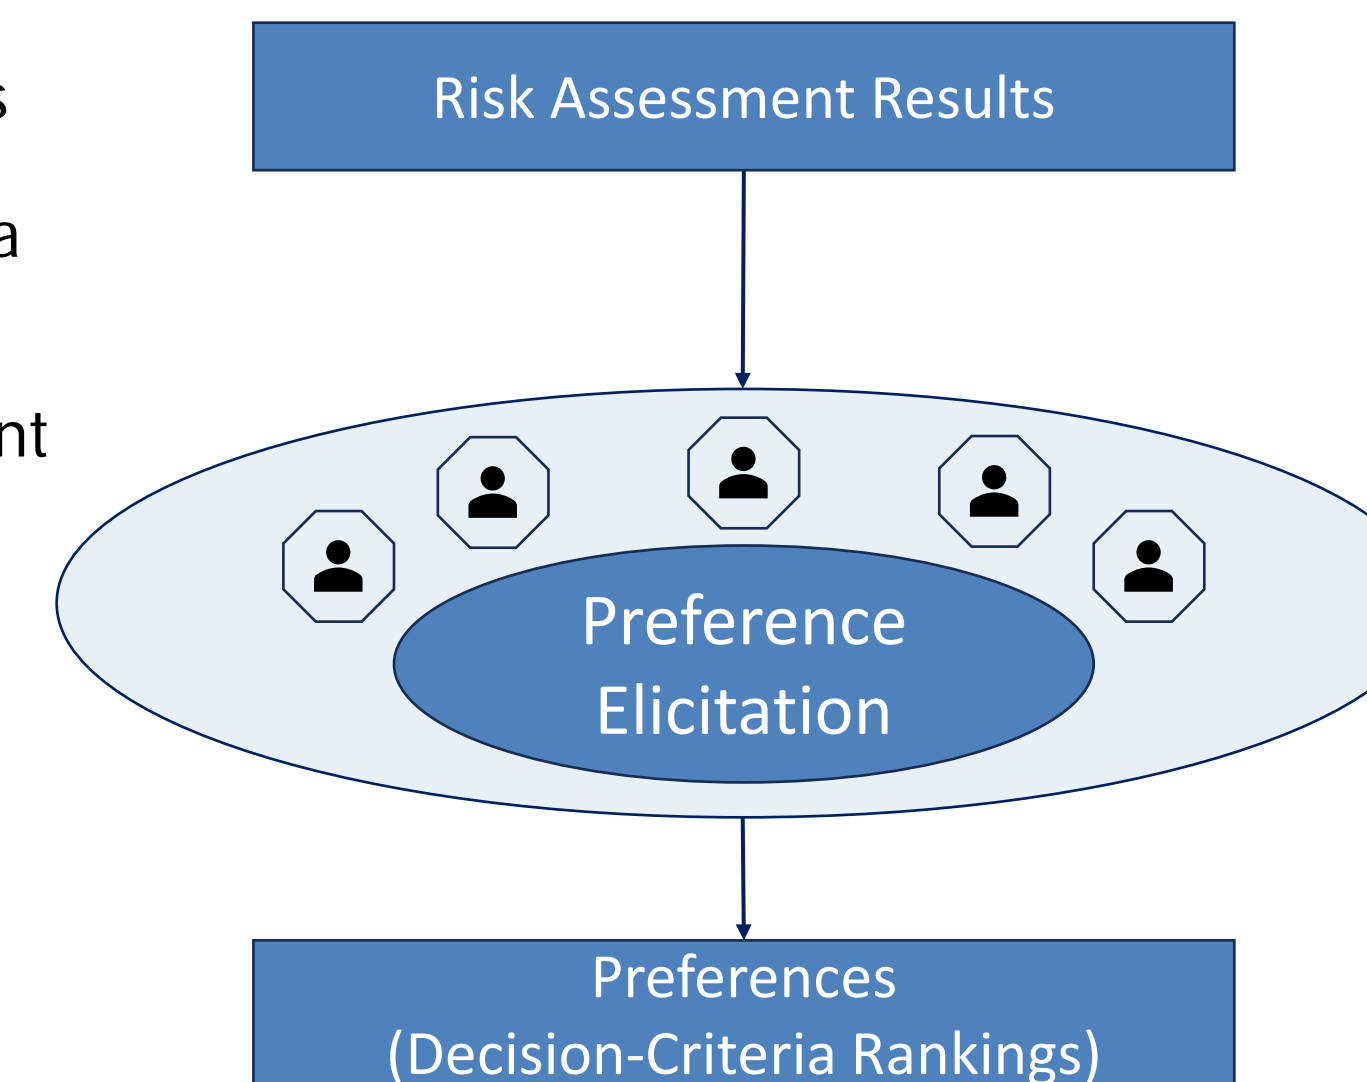 Risk Assessment Results
Preference
Elicitation
Preferences
(Decision-Criteria Rankings)